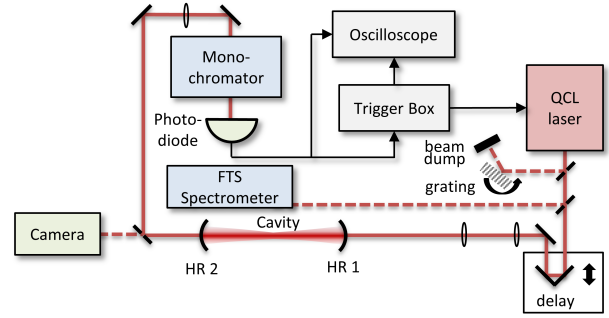 Oscilloscope
Mono-
chromator
QCL
laser
Trigger Box
Photo-
diode
beam
dump
grating
FTS
Spectrometer
Cavity
Camera
HR 2
HR 1
delay